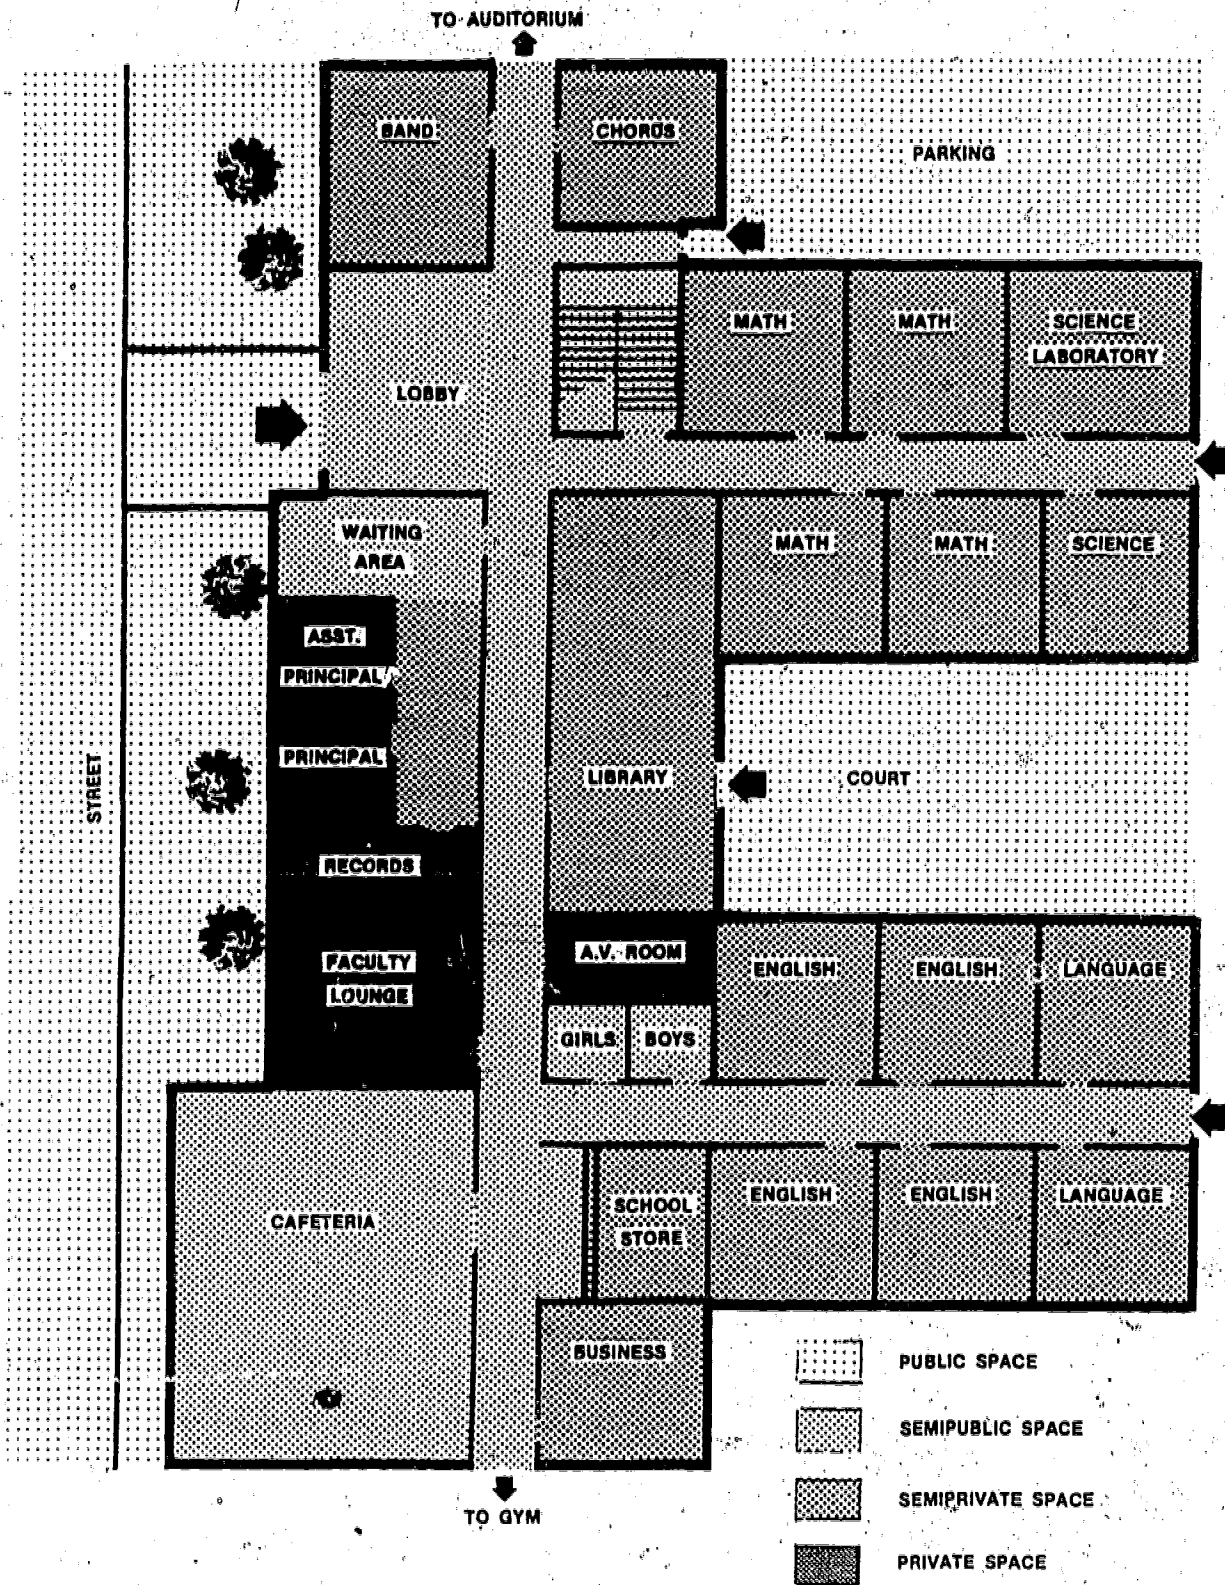 TO AUDITORIUM
BAND
CHORUS
PARKING
MATH
MATH
SCIENCE
LABORATORY
LOBBY
WAITING
AREA
MATH
MATH
SCIENCE
ASST.
PRINCIPAL
PRINCIPAL
STREET
LIBRARY
COURT
RECORDS
FACULTY
LOUNGE
A.V. ROOM
ENGLISH
ENGLISH
LANGUAGE
GIRLS
BOYS
CAFETERIA
SCHOOL
STORE
ENGLISH
ENGLISH
LANGUAGE
BUSINESS
PUBLIC SPACE
SEMIPUBLIC SPACE
SEMIPRIVATE SPACE
PRIVATE SPACE
TO GYM